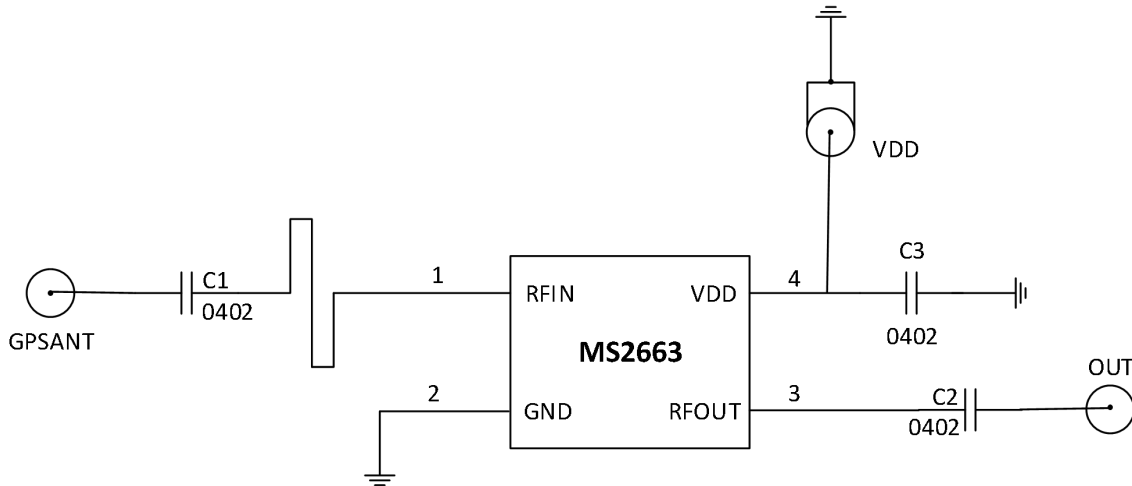 VDD
C1
0402
GPSANT
1
RFIN
VDD
4
C3
0402
MS2663
2
GND
RFOUT
3
C2
0402
OUT